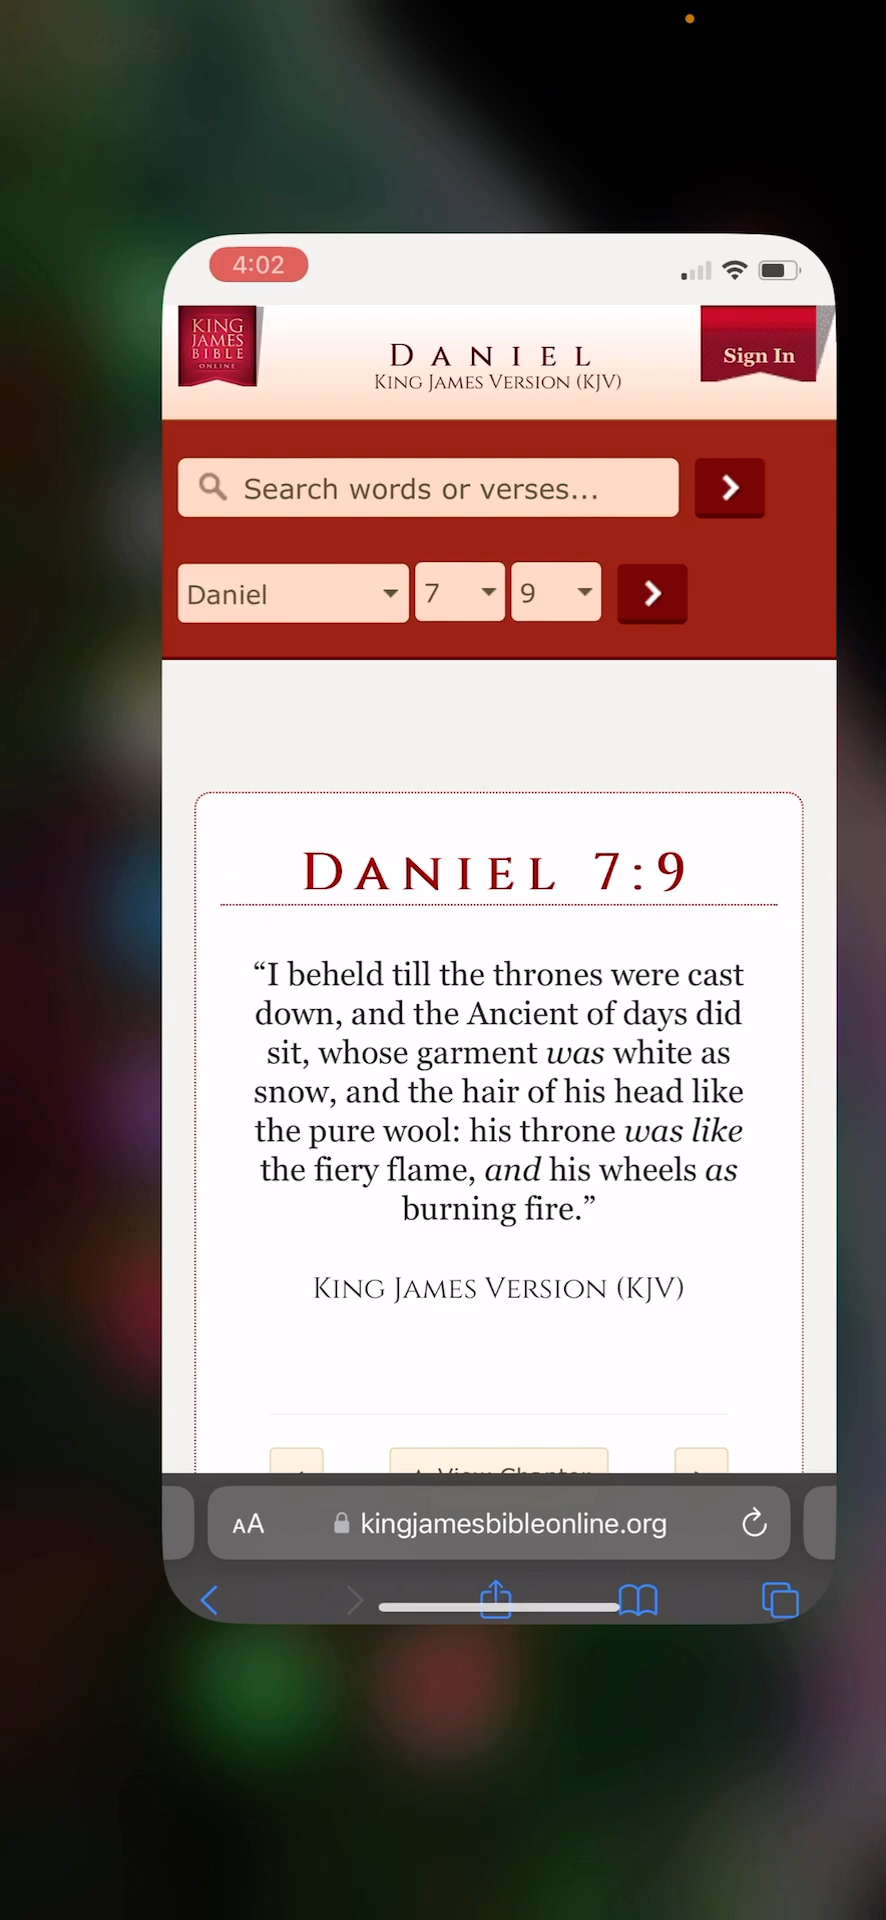 4:02
KING
JAMES
BIBLE
ONLINE
DANIEL
KING JAMES VERSION (KJV)
Sign In
Search words or verses...
Daniel 7 9
DANIEL 7:9
“I beheld till the thrones were cast
down, and the Ancient of days did
sit, whose garment was white as
snow, and the hair of his head like
the pure wool: his throne was like
the fiery flame, and his wheels as
burning fire.”
KING JAMES VERSION (KJV)
View Chapter
AA kingjamesbibleonline.org